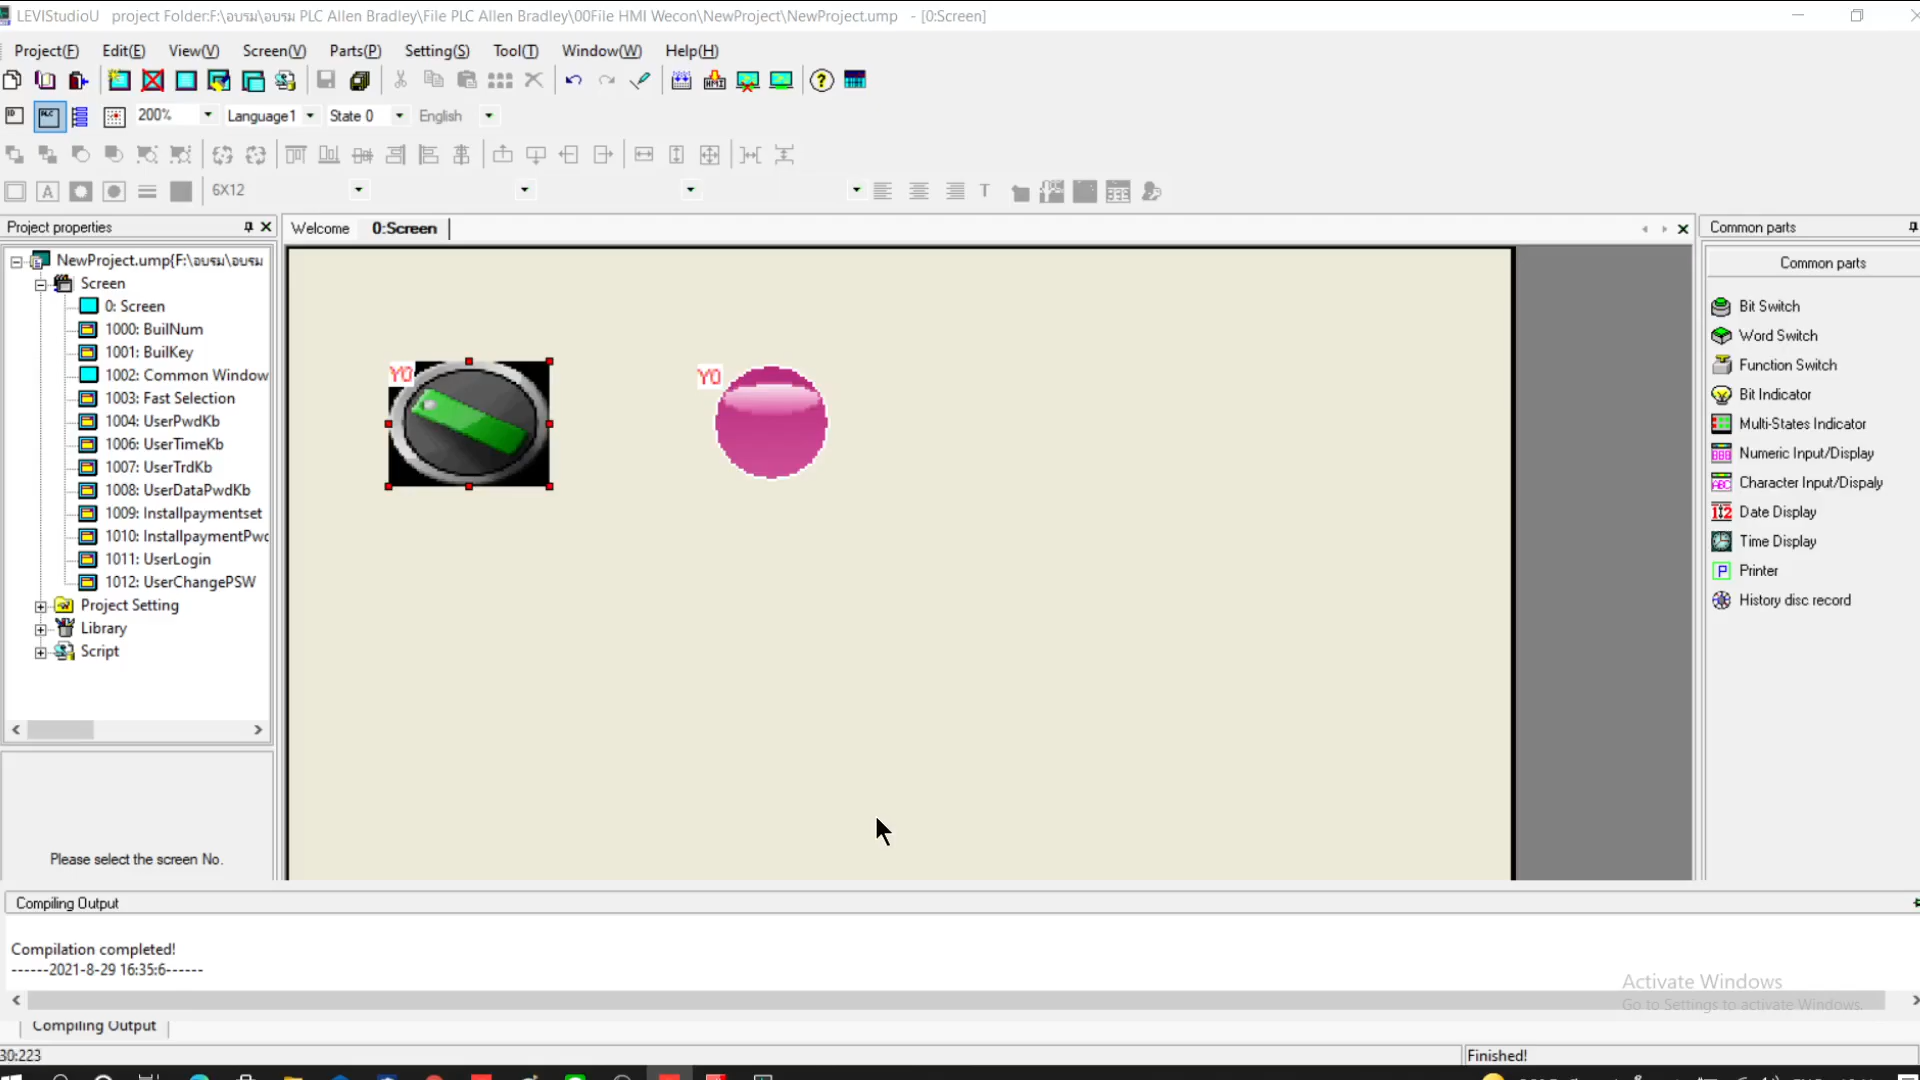 LEVIStudioU project Folder:F:\อบรม\อบรม PLC Allen Bradley\File PLC Allen Bradley\00File HMI Wecon\NewProject\NewProject.ump - [0:Screen]
Project(F) Edit(E) View(V) Screen(V) Parts(P) Setting(S) Tool(T) Window(W) Help(H)
200% Language1 State 0 English
6X12
Project properties
Welcome 0:Screen
Common parts
NewProject.ump{F:\อบรม\อบรม
Screen
0: Screen
1000: BuilNum
1001: BuilKey
1002: Common Window
1003: Fast Selection
1004: UserPwdKb
1006: UserTimeKb
1007: UserTrdKb
1008: UserDataPwdKb
1009: Installpaymentset
1010: InstallpaymentPwd
1011: UserLogin
1012: UserChangePSW
Project Setting
Library
Script
Please select the screen No.
Y0
Y0
Common parts
Bit Switch
Word Switch
Function Switch
Bit Indicator
Multi-States Indicator
Numeric Input/Display
Character Input/Dispaly
Date Display
Time Display
Printer
History disc record
Compiling Output
Compilation completed!
------2021-8-29 16:35:6------
Activate Windows
Go to Settings to activate Windows.
Compiling Output
30:223
Finished!